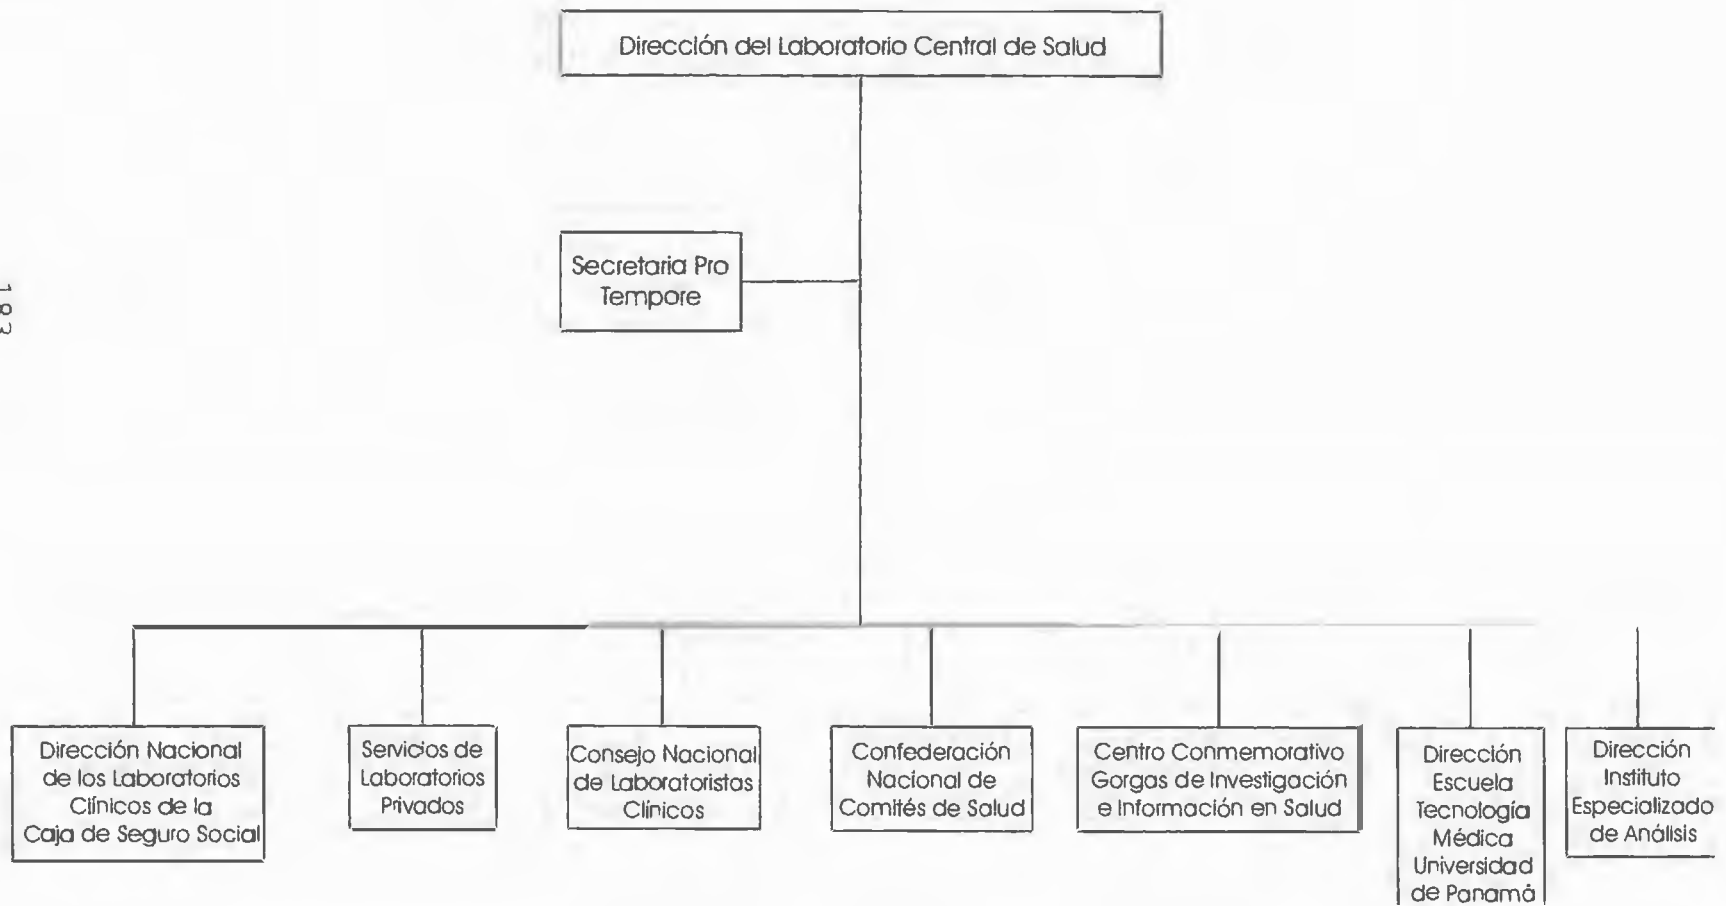 Dirección del Laboratorio Central de Salud
Secretaria Pro
Tempore
183
Dirección Nacional
de los Laboratorios
Clínicos de la
Caja de Seguro Social
Servicios de
Laboratorios
Privados
Consejo Nacional
de Laboratoristas
Clínicos
Confederación
Nacional de
Comités de Salud
Centro Conmemorativo
Gorgas de Investigación
e Información en Salud
Dirección
Escuela
Tecnología
Médica
Universidad
de Panamá
Dirección
Instituto
Especializado
de Análisis